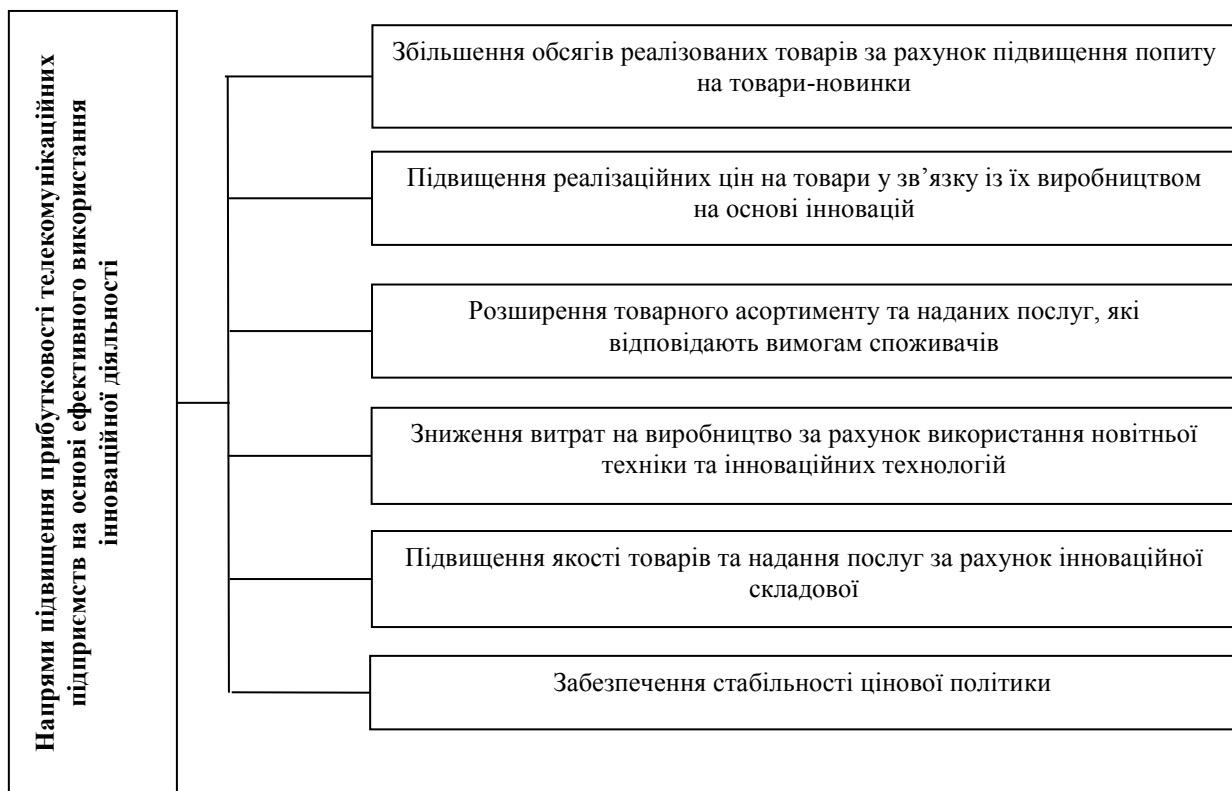 Напрями підвищення прибутковості телекомунікаційних
підприємств на основі ефективного використання
інноваційної діяльності
Збільшення обсягів реалізованих товарів за рахунок підвищення попиту
на товари-новинки
Підвищення реалізаційних цін на товари у зв’язку із їх виробництвом
на основі інновацій
Розширення товарного асортименту та наданих послуг, які
відповідають вимогам споживачів
Зниження витрат на виробництво за рахунок використання новітньої
техніки та інноваційних технологій
Підвищення якості товарів та надання послуг за рахунок інноваційної
складової
Забезпечення стабільності цінової політики